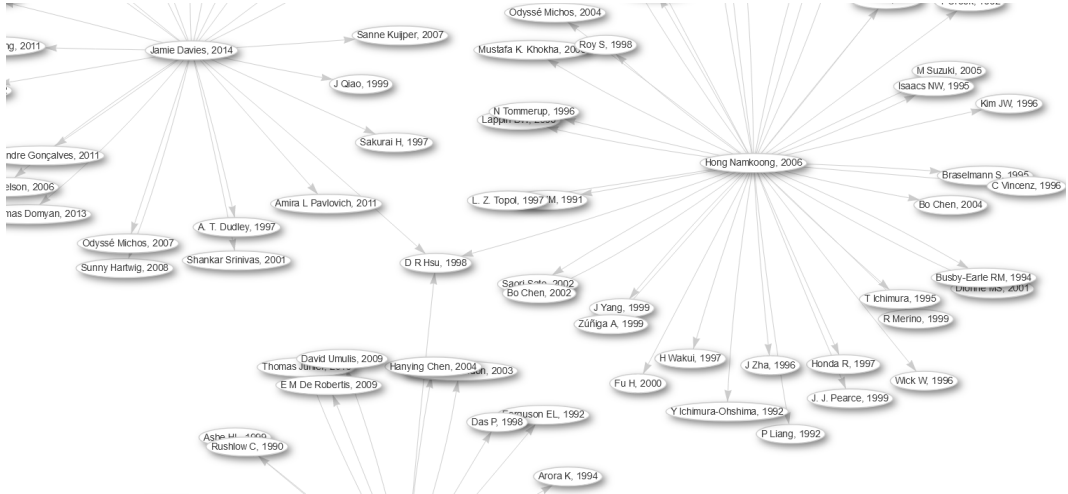 Odyssé Michos, 2004
Sanne Kuijper, 2007
Roy S, 1998
Mustafa K. Khokha,
2011
Jamie Davies, 2014
M Suzuki, 2005
J Qiao, 1999
Isaacs NW, 1995
Kim JW, 1996
N Tommerup, 1996
Sakurai H, 1997
Gonçalves, 2011
Hong Namkoong, 2006
Braselmann S, 1995
C Vincenz, 1996
2006
L. Z. Topol, 1997
1991
Amira L Pavlovich, 2011
Bo Chen, 2004
Domyan, 2013
A. T. Dudley, 1997
Odyssé Michos, 2007
Shankar Srinivas, 2001
D R Hsu, 1998
Sunny Hartwig, 2008
Busby-Earle RM, 1994
2001
2002
Bo Chen, 2002
T Ichimura, 1995
J Yang, 1999
R Merino, 1999
Zúñiga A, 1999
David Umulis, 2009
H Wakui, 1997
Thomas
Hanying Chen, 2004
2003
J Zha, 1996
Honda R, 1997
E M De Robertis, 2009
Fu H, 2000
Wick W, 1996
J. J. Pearce, 1999
Y Ichimura-Ohshima, 1992
EL, 1992
Das P, 1998
P Liang, 1992
Rushlow C, 1990
Arora K, 1994